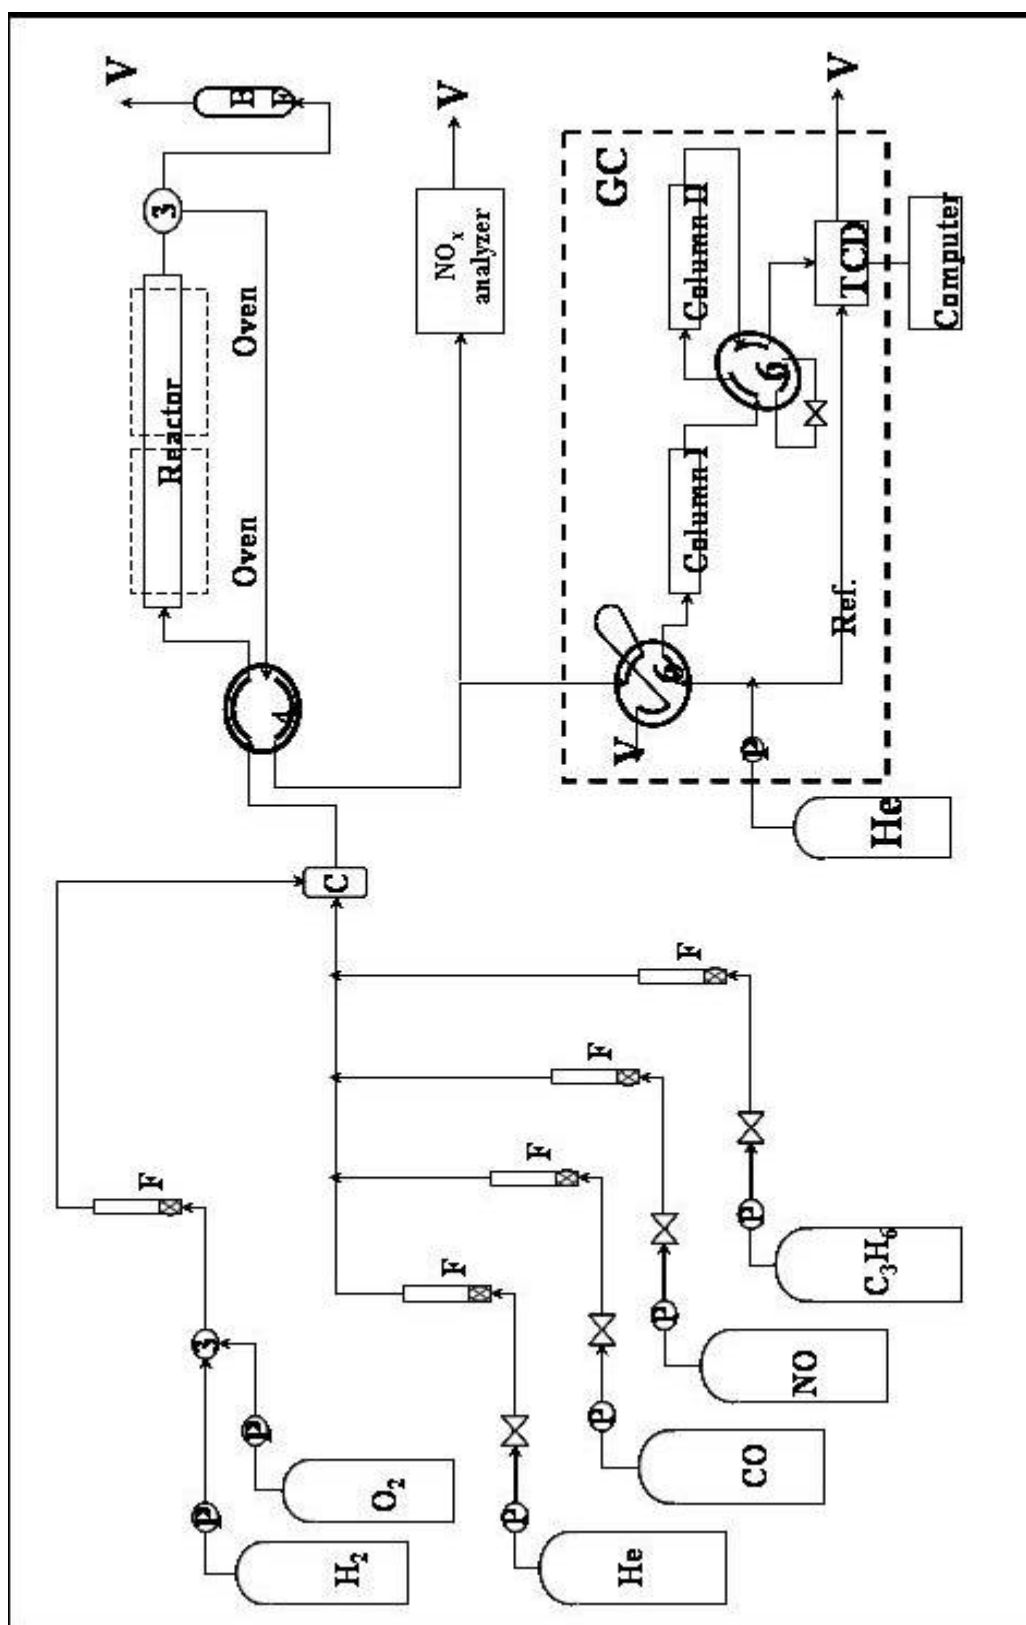 V
B
F
3
Reactor
Oven
Oven
4
F
P
3
P
H₂
O₂
C
NOₓ
analyzer
V
F
P
He
F
P
CO
F
P
NO
F
P
C₃H₆
GC
V
6
Column I
Column II
6
P
He
Ref.
TCD
V
Computer